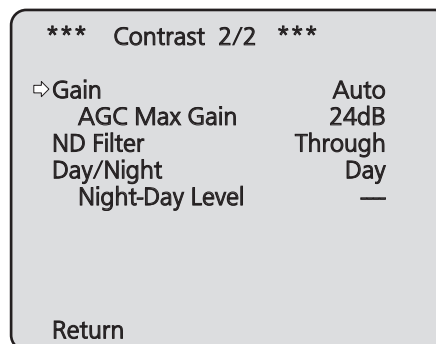 *** Contrast 2/2 ***
⇨Gain Auto
AGC Max Gain 24dB
ND Filter Through
Day/Night Day
Night-Day Level ––
Return